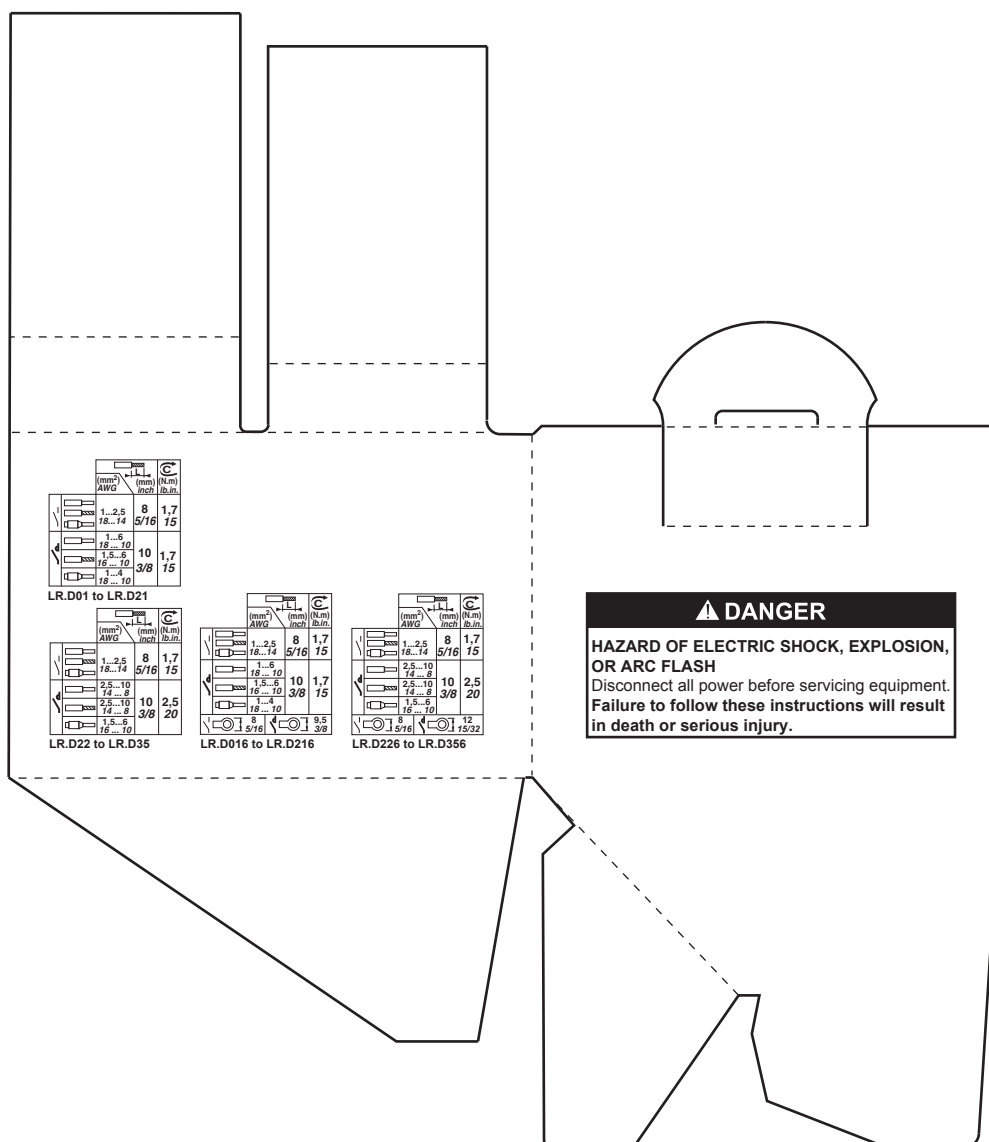 L
C
(mm²) (mm) (N.m)
AWG inch lb.in.
1...2,5 8 1,7
18...14 5/16 15
1...6
18 ... 10
1,5...6 10 1,7
16 ... 10 3/8 15
1...4
18 ... 10
LR.D01 to LR.D21
L
C
(mm²) (mm) (N.m)
AWG inch lb.in.
1...2,5 8 1,7
18...14 5/16 15
2,5...10
14 ... 8
2,5...10 10 2,5
14 ... 8 3/8 20
1,5...6
16 ... 10
LR.D22 to LR.D35
L
C
(mm²) (mm) (N.m)
AWG inch lb.in.
1...2,5 8 1,7
18...14 5/16 15
1...6
18 ... 10
1,5...6 10 1,7
16 ... 10 3/8 15
1...4
18 ... 10
8 9,5
5/16 3/8
LR.D016 to LR.D216
L
C
(mm²) (mm) (N.m)
AWG inch lb.in.
1...2,5 8 1,7
18...14 5/16 15
2,5...10
14 ... 8
2,5...10 10 2,5
14 ... 8 3/8 20
1,5...6
16 ... 10
8 12
5/16 15/32
LR.D226 to LR.D356
DANGER
HAZARD OF ELECTRIC SHOCK, EXPLOSION,
OR ARC FLASH
Disconnect all power before servicing equipment.
Failure to follow these instructions will result
in death or serious injury.